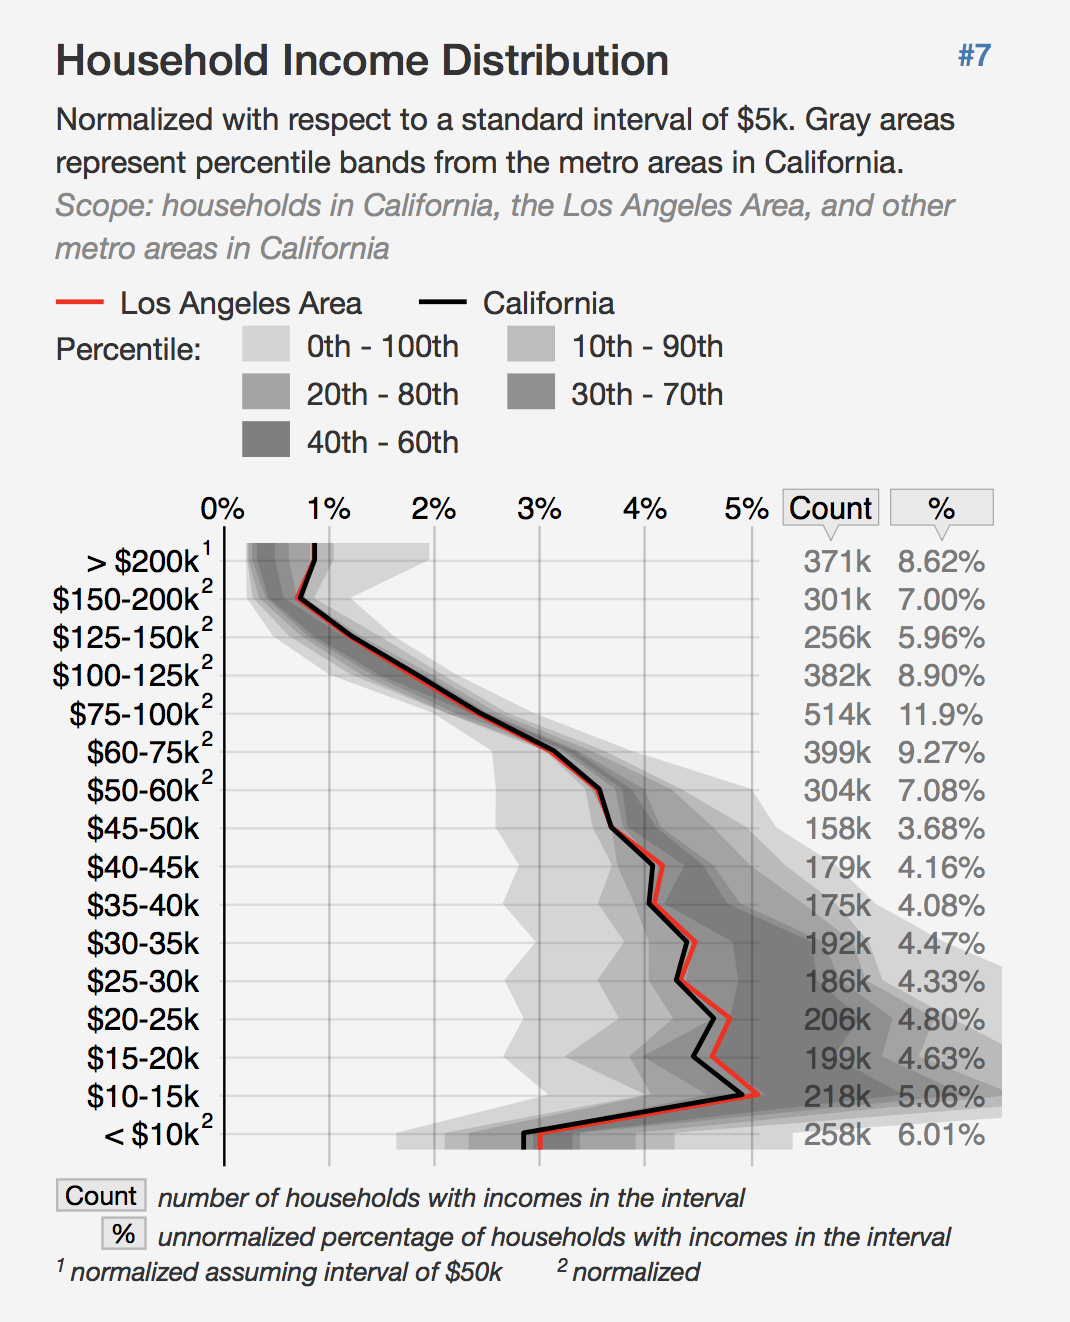 Household Income Distribution #7
Normalized with respect to a standard interval of $5k. Gray areas
represent percentile bands from the metro areas in California.
Scope: households in California, the Los Angeles Area, and other
metro areas in California
Los Angeles Area California
Percentile: 0th - 100th 10th - 90th
20th - 80th 30th - 70th
40th - 60th
0% 1% 2% 3% 4% 5% Count %
> $200k¹ 371k 8.62%
$150-200k² 301k 7.00%
$125-150k² 256k 5.96%
$100-125k² 382k 8.90%
$75-100k² 514k 11.9%
$60-75k² 399k 9.27%
$50-60k² 304k 7.08%
$45-50k 158k 3.68%
$40-45k 179k 4.16%
$35-40k 175k 4.08%
$30-35k 192k 4.47%
$25-30k 186k 4.33%
$20-25k 206k 4.80%
$15-20k 199k 4.63%
$10-15k 218k 5.06%
< $10k² 258k 6.01%
Count number of households with incomes in the interval
% unnormalized percentage of households with incomes in the interval
¹ normalized assuming interval of $50k ² normalized